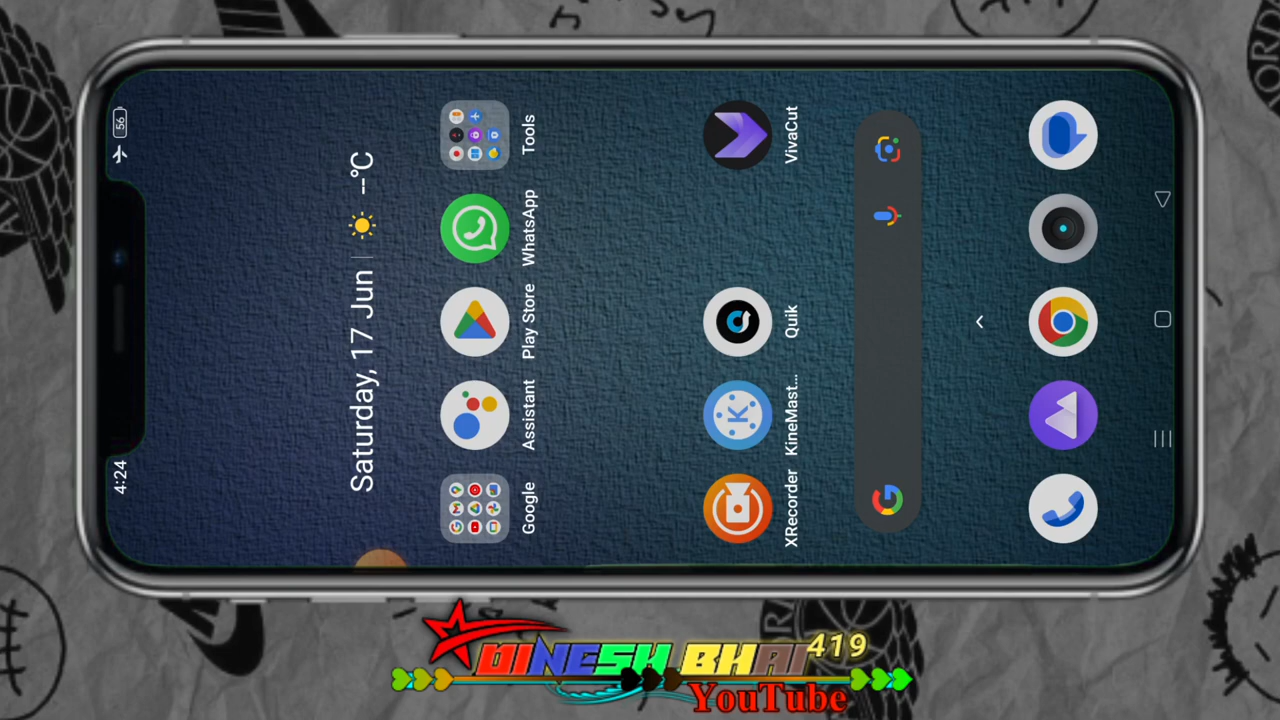 4:24
56
Saturday, 17 Jun | --°C
Google
Assistant
Play Store
WhatsApp
Tools
XRecorder
KineMast...
Quik
VivaCut
DINESH BHAI 419
YouTube